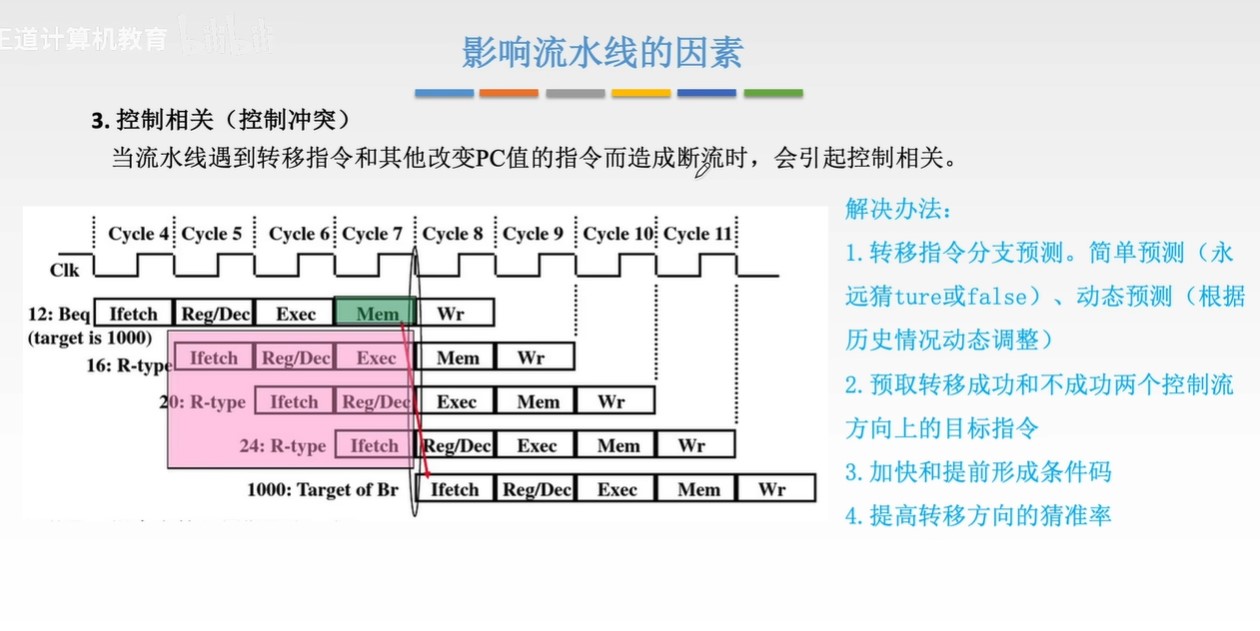 王道计算机教育
影响流水线的因素
3. 控制相关（控制冲突）
当流水线遇到转移指令和其他改变PC值的指令而造成断流时，会引起控制相关。
Cycle 4 Cycle 5 Cycle 6 Cycle 7 Cycle 8 Cycle 9 Cycle 10 Cycle 11
Clk
12: Beq Ifetch Reg/Dec Exec Mem Wr
(target is 1000)
16: R-type Ifetch Reg/Dec Exec Mem Wr
20: R-type Ifetch Reg/Dec Exec Mem Wr
24: R-type Ifetch Reg/Dec Exec Mem Wr
1000: Target of Br Ifetch Reg/Dec Exec Mem Wr
解决办法：
1.转移指令分支预测。简单预测（永
远猜ture或false）、动态预测（根据
历史情况动态调整）
2.预取转移成功和不成功两个控制流
方向上的目标指令
3.加快和提前形成条件码
4.提高转移方向的猜准率